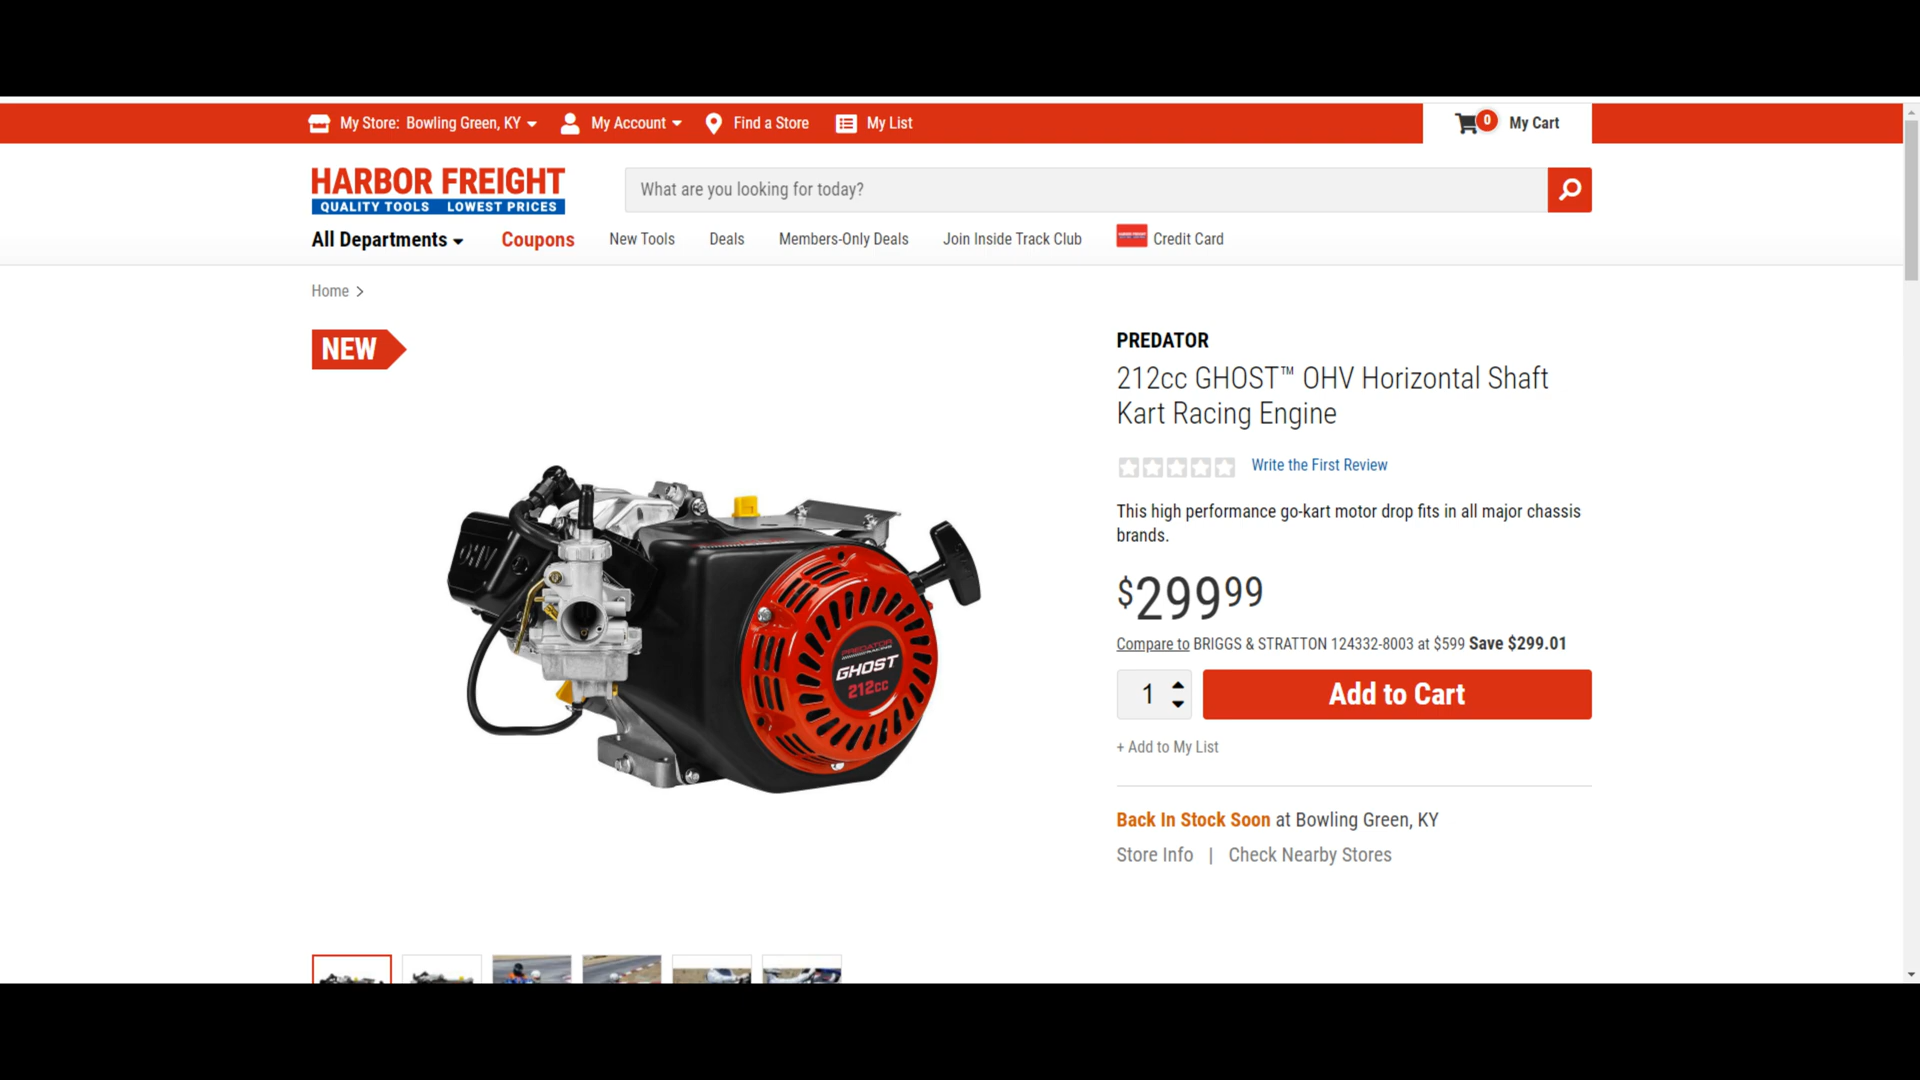 My Store: Bowling Green, KY
My Account
Find a Store
My List
0
My Cart
HARBOR FREIGHT
QUALITY TOOLS LOWEST PRICES
What are you looking for today?
All Departments
Coupons
New Tools
Deals
Members-Only Deals
Join Inside Track Club
Credit Card
Home >
NEW
OHV
PREDATOR
RACING
GHOST
212cc
PREDATOR
212cc GHOST™ OHV Horizontal Shaft
Kart Racing Engine
Write the First Review
This high performance go-kart motor drop fits in all major chassis
brands.
$299 99
Compare to BRIGGS & STRATTON 124332-8003 at $599 Save $299.01
1
Add to Cart
+ Add to My List
Back In Stock Soon at Bowling Green, KY
Store Info | Check Nearby Stores